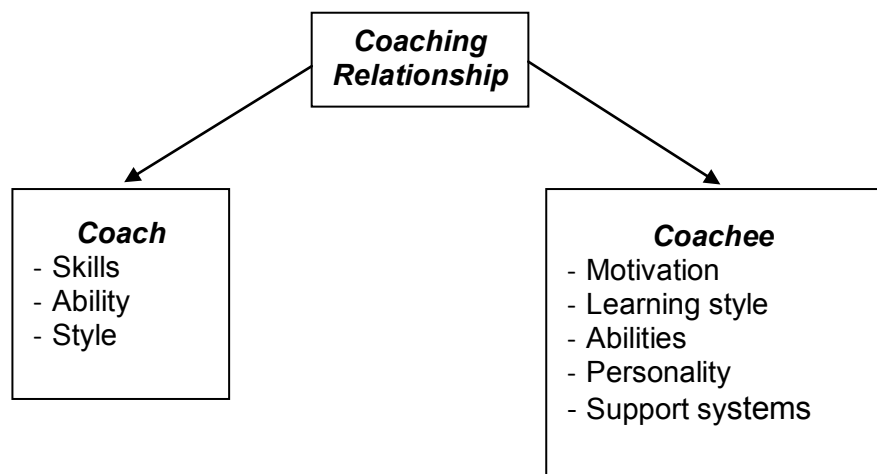 Coaching
Relationship
Coach
- Skills
- Ability
- Style
Coachee
- Motivation
- Learning style
- Abilities
- Personality
- Support systems